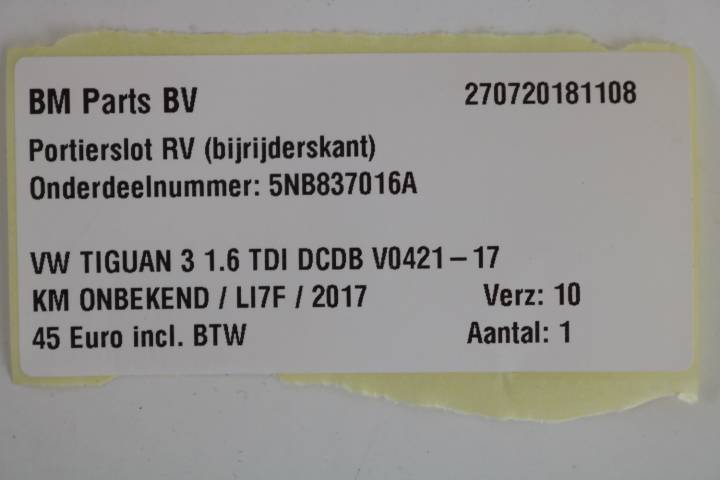 BM Parts BV 270720181108
Portierslot RV (bijrijderskant)
Onderdeelnummer: 5NB837016A
VW TIGUAN 3 1.6 TDI DCDB V0421-17
KM ONBEKEND / LI7F / 2017 Verz: 10
45 Euro incl. BTW Aantal: 1